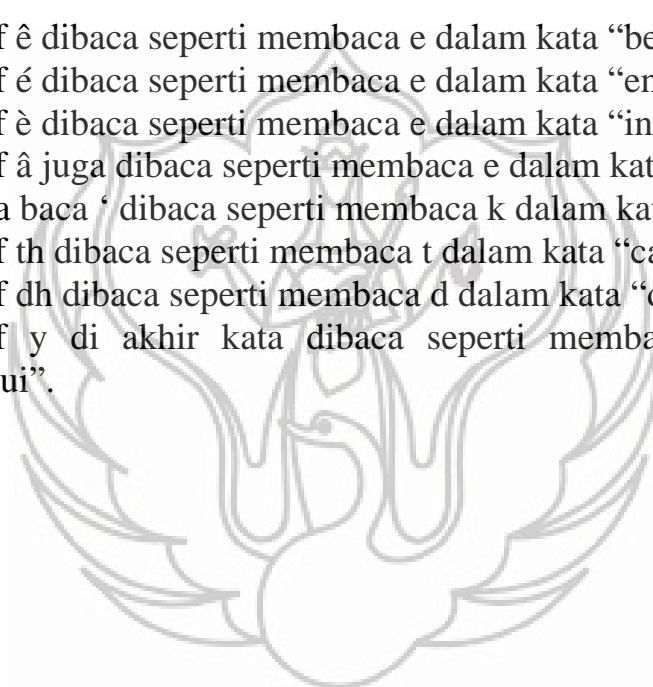 f ê dibaca seperti membaca e dalam kata “be
f é dibaca seperti membaca e dalam kata “en
f è dibaca seperti membaca e dalam kata “in
f â juga dibaca seperti membaca e dalam kat
a baca ‘ dibaca seperti membaca k dalam kat
f th dibaca seperti membaca t dalam kata “ca
f dh dibaca seperti membaca d dalam kata “d
f y di akhir kata dibaca seperti memba
ui”.